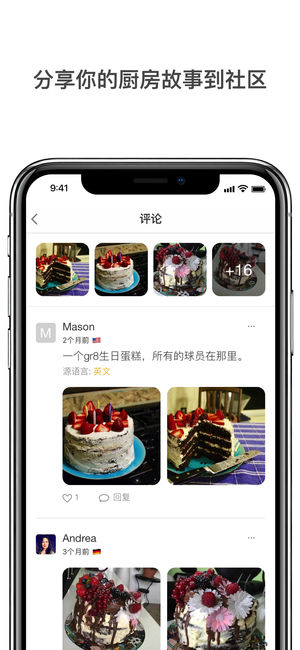 分享你的厨房故事到社区
9:41
评论
+16
M
Mason
2个月前
一个gr8生日蛋糕，所有的球员在那里。
源语言: 英文
1 回复
Andrea
3个月前